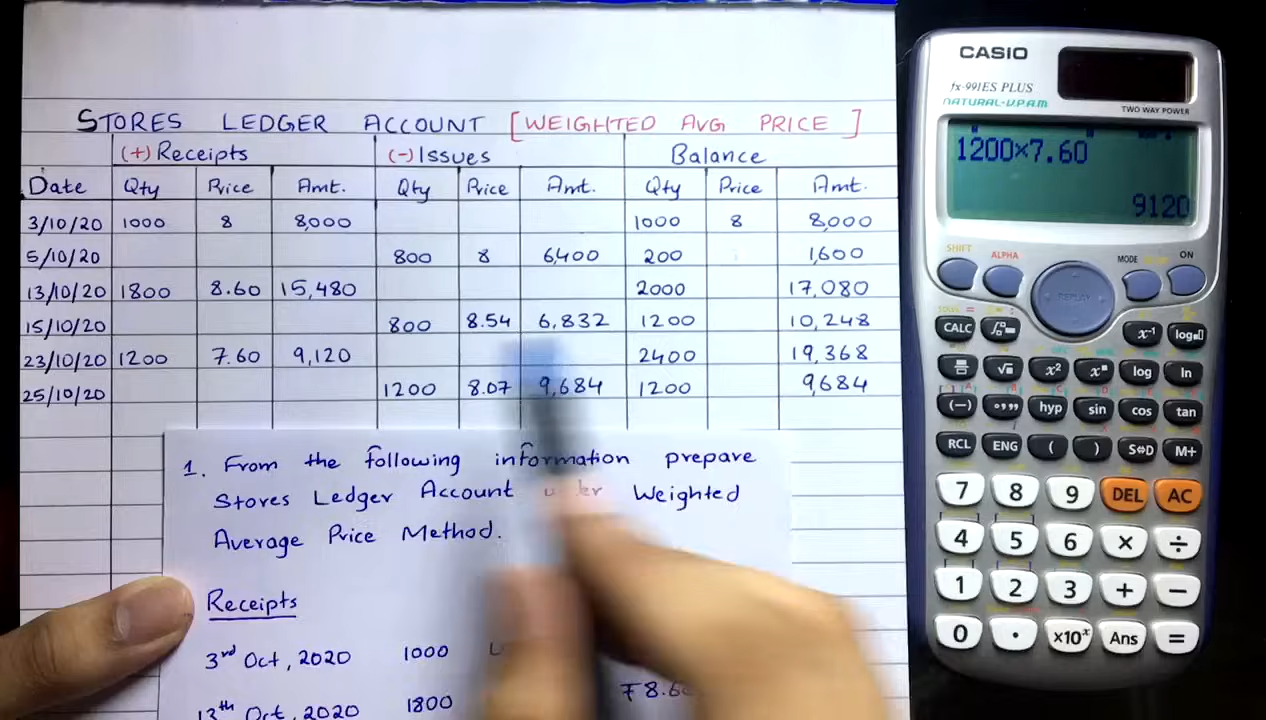 STORES LEDGER ACCOUNT [WEIGHTED AVG PRICE]
(+) Receipts (-) Issues Balance
Date Qty Price Amt. Qty Price Amt. Qty Price Amt.
3/10/20 1000 8 8,000 1000 8 8,000
5/10/20 800 8 6,400 200 1,600
13/10/20 1800 8.60 15,480 2000 17,080
15/10/20 800 8.54 6,832 1200 10,248
23/10/20 1200 7.60 9,120 2400 19,368
25/10/20 1200 8.07 9,684 1200 9,684
1. From the following information prepare
Stores Ledger Account Weighted
Average Price Method.
Receipts
3rd Oct, 2020 1000
13th Oct, 2020 1800
CASIO
fx-991ES PLUS
NATURAL-V.P.A.M.
TWO WAY POWER
1200×7.60
9120
SHIFT ALPHA MODE ON
REPLAY
CALC x⁻¹ log
√ x² log ln
(−) hyp sin cos tan
RCL ENG ( ) S⇔D M+
7 8 9 DEL AC
4 5 6 × ÷
1 2 3 + −
0 . ×10ˣ Ans =